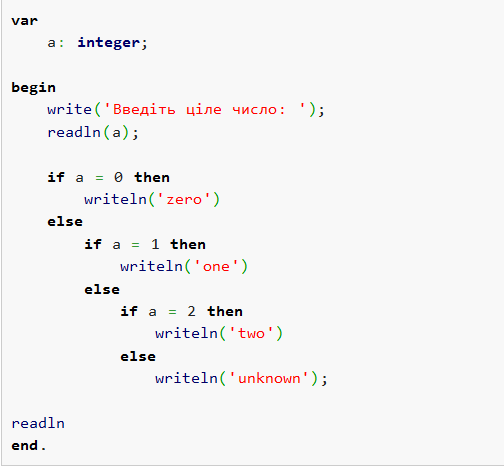 var
    a: integer;

begin
    write('Введіть ціле число: ');
    readln(a);

    if a = 0 then
        writeln('zero')
    else
        if a = 1 then
            writeln('one')
        else
            if a = 2 then
                writeln('two')
            else
                writeln('unknown');

readln
end.